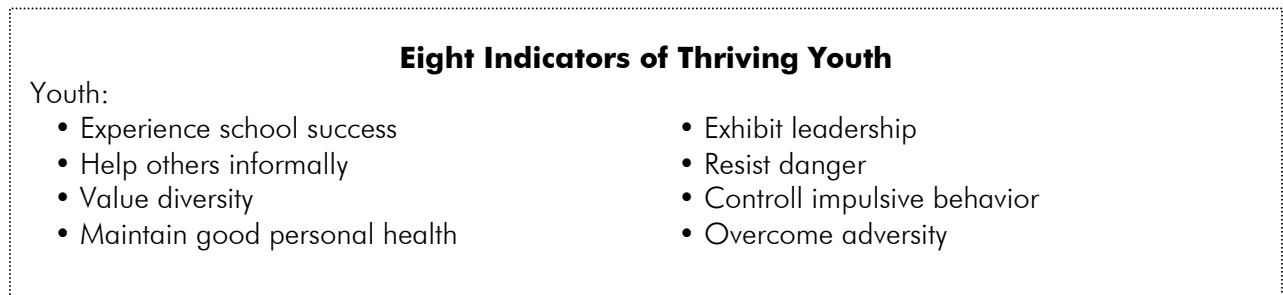 Eight Indicators of Thriving Youth
Youth:
• Experience school success
• Help others informally
• Value diversity
• Maintain good personal health
• Exhibit leadership
• Resist danger
• Controll impulsive behavior
• Overcome adversity